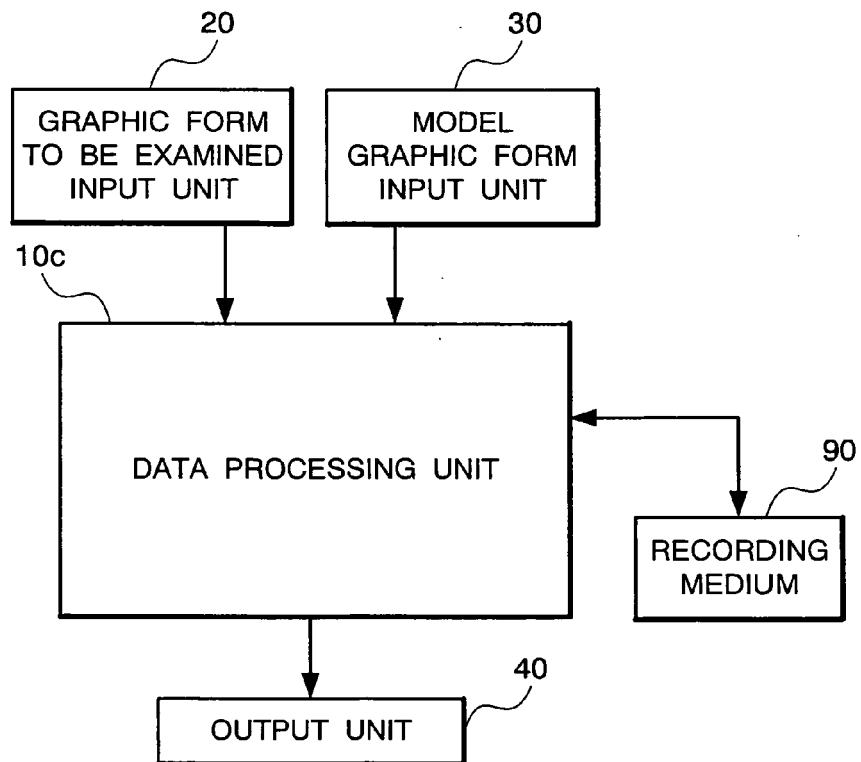 20
30
GRAPHIC FORM
TO BE EXAMINED
INPUT UNIT
MODEL
GRAPHIC FORM
INPUT UNIT
10c
DATA PROCESSING UNIT
90
RECORDING
MEDIUM
40
OUTPUT UNIT